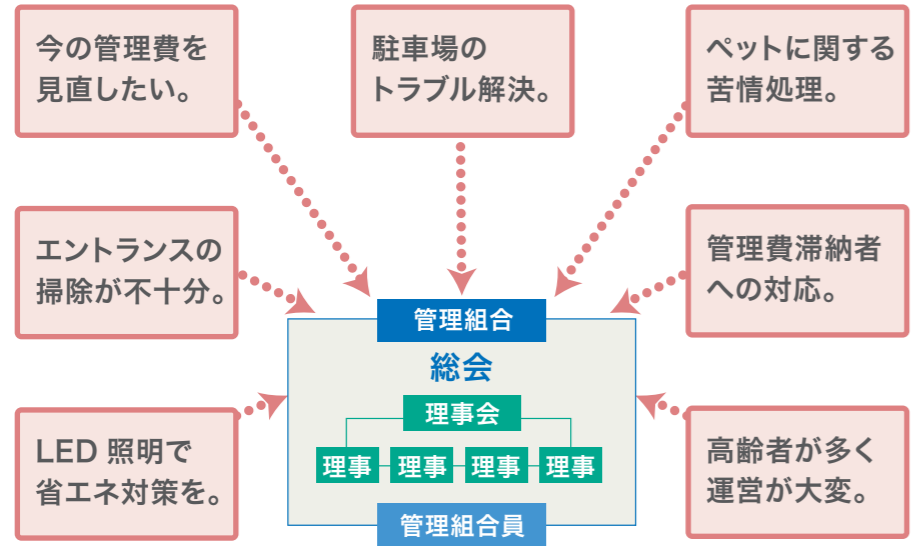 今の管理費を
見直したい。
駐車場の
トラブル解決。
ペットに関する
苦情処理。
エントランスの
掃除が不十分。
管理費滞納者
への対応。
LED 照明で
省エネ対策を。
高齢者が多く
運営が大変。
管理組合
総会
理事会
理事 理事 理事 理事
管理組合員